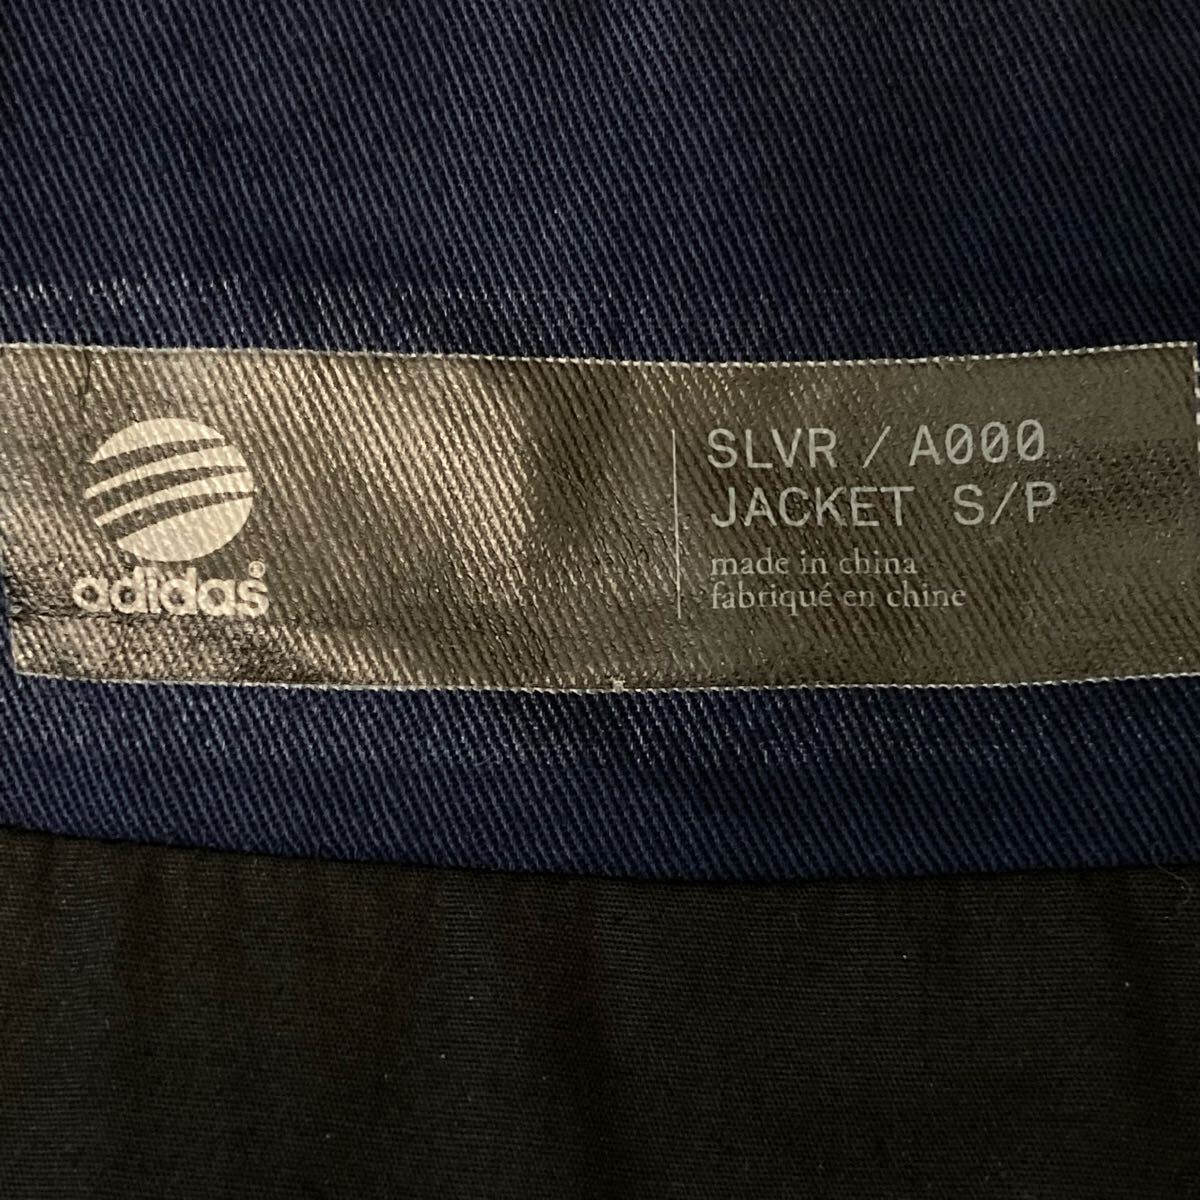 adidas®
SLVR / A000
JACKET S/P
made in china
fabriqué en chine